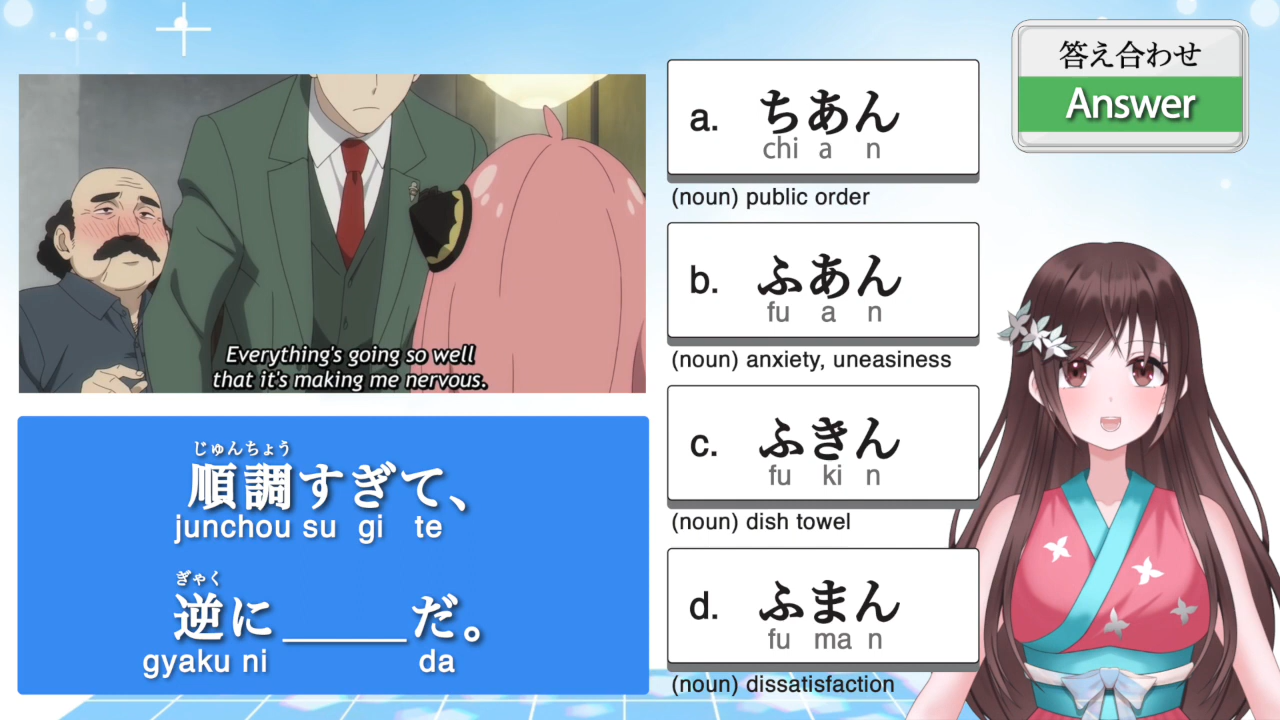 Everything's going so well
that it's making me nervous.
じゅんちょう
順調すぎて、
junchou su gi te
ぎゃく
逆に______だ。
gyaku ni da
a. ちあん
chi a n
(noun) public order
b. ふあん
fu a n
(noun) anxiety, uneasiness
c. ふきん
fu ki n
(noun) dish towel
d. ふまん
fu ma n
(noun) dissatisfaction
答え合わせ
Answer